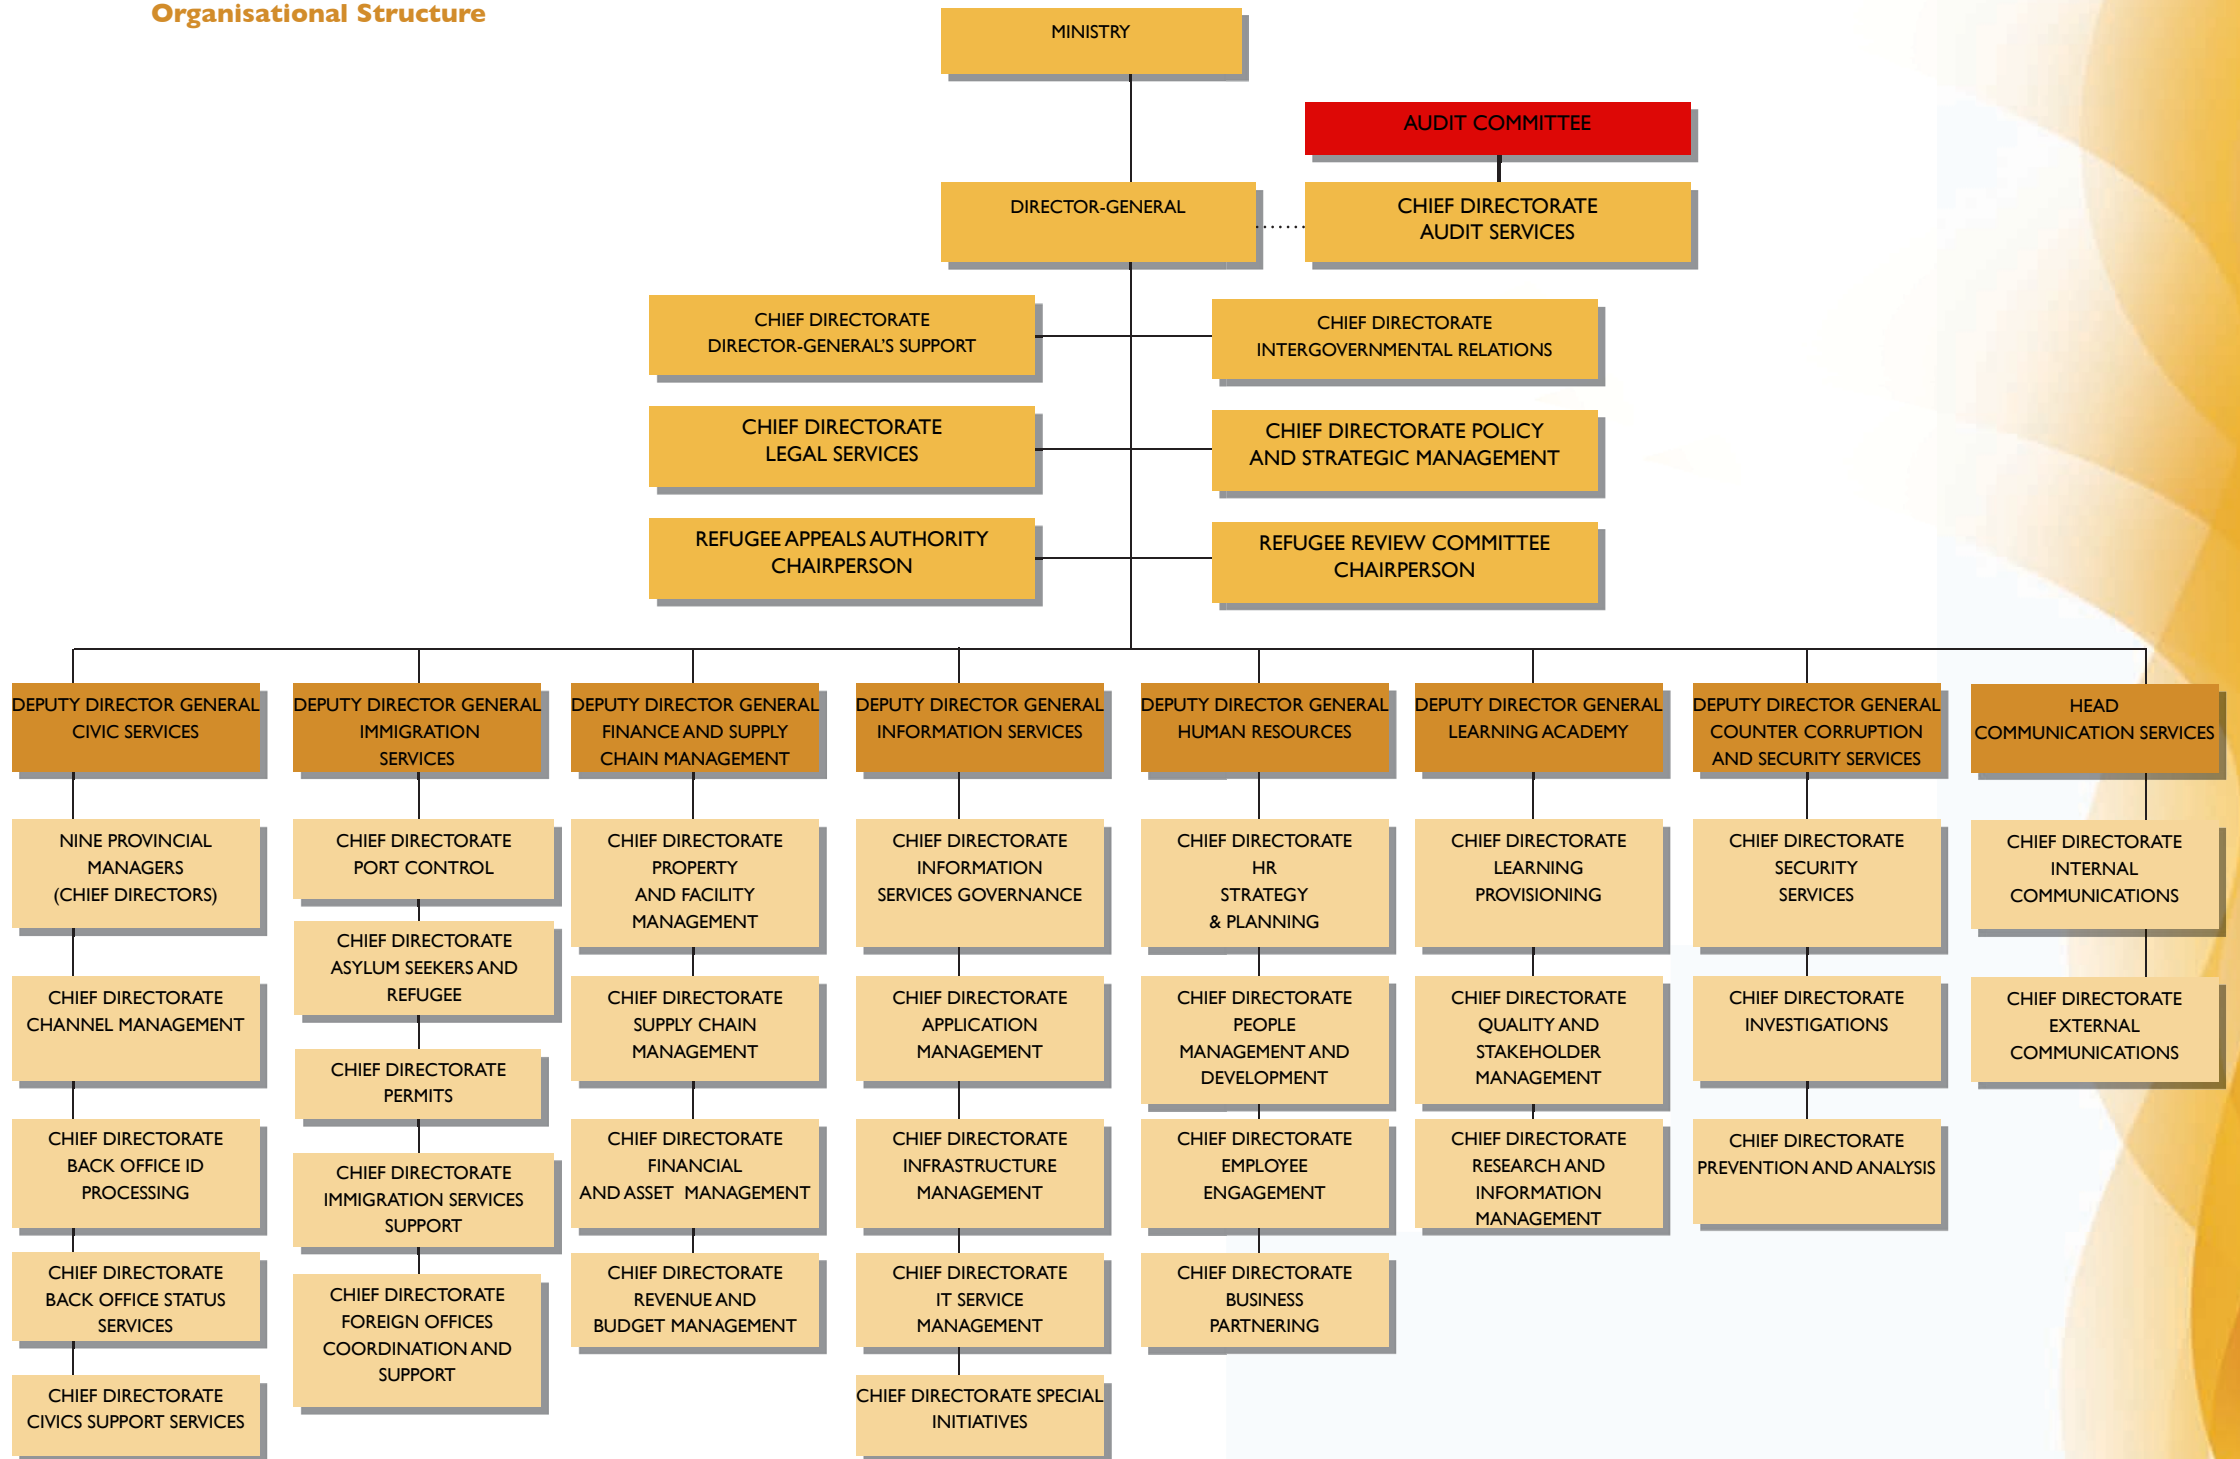 Organisational Structure
MINISTRY
AUDIT COMMITTEE
DIRECTOR-GENERAL
CHIEF DIRECTORATE
AUDIT SERVICES
CHIEF DIRECTORATE
DIRECTOR-GENERAL'S SUPPORT
CHIEF DIRECTORATE
INTERGOVERNMENTAL RELATIONS
CHIEF DIRECTORATE
LEGAL SERVICES
CHIEF DIRECTORATE POLICY
AND STRATEGIC MANAGEMENT
REFUGEE APPEALS AUTHORITY
CHAIRPERSON
REFUGEE REVIEW COMMITTEE
CHAIRPERSON
DEPUTY DIRECTOR GENERAL
CIVIC SERVICES
NINE PROVINCIAL
MANAGERS
(CHIEF DIRECTORS)
CHIEF DIRECTORATE
CHANNEL MANAGEMENT
CHIEF DIRECTORATE
BACK OFFICE ID
PROCESSING
CHIEF DIRECTORATE
BACK OFFICE STATUS
SERVICES
CHIEF DIRECTORATE
CIVICS SUPPORT SERVICES
DEPUTY DIRECTOR GENERAL
IMMIGRATION
SERVICES
CHIEF DIRECTORATE
PORT CONTROL
CHIEF DIRECTORATE
ASYLUM SEEKERS AND
REFUGEE
CHIEF DIRECTORATE
PERMITS
CHIEF DIRECTORATE
IMMIGRATION SERVICES
SUPPORT
CHIEF DIRECTORATE
FOREIGN OFFICES
COORDINATION AND
SUPPORT
DEPUTY DIRECTOR GENERAL
FINANCE AND SUPPLY
CHAIN MANAGEMENT
CHIEF DIRECTORATE
PROPERTY
AND FACILITY
MANAGEMENT
CHIEF DIRECTORATE
SUPPLY CHAIN
MANAGEMENT
CHIEF DIRECTORATE
FINANCIAL
AND ASSET MANAGEMENT
CHIEF DIRECTORATE
REVENUE AND
BUDGET MANAGEMENT
DEPUTY DIRECTOR GENERAL
INFORMATION SERVICES
CHIEF DIRECTORATE
INFORMATION
SERVICES GOVERNANCE
CHIEF DIRECTORATE
APPLICATION
MANAGEMENT
CHIEF DIRECTORATE
INFRASTRUCTURE
MANAGEMENT
CHIEF DIRECTORATE
IT SERVICE
MANAGEMENT
CHIEF DIRECTORATE SPECIAL
INITIATIVES
DEPUTY DIRECTOR GENERAL
HUMAN RESOURCES
CHIEF DIRECTORATE
HR
STRATEGY
& PLANNING
CHIEF DIRECTORATE
PEOPLE
MANAGEMENT AND
DEVELOPMENT
CHIEF DIRECTORATE
EMPLOYEE
ENGAGEMENT
CHIEF DIRECTORATE
BUSINESS
PARTNERING
DEPUTY DIRECTOR GENERAL
LEARNING ACADEMY
CHIEF DIRECTORATE
LEARNING
PROVISIONING
CHIEF DIRECTORATE
QUALITY AND
STAKEHOLDER
MANAGEMENT
CHIEF DIRECTORATE
RESEARCH AND
INFORMATION
MANAGEMENT
DEPUTY DIRECTOR GENERAL
COUNTER CORRUPTION
AND SECURITY SERVICES
CHIEF DIRECTORATE
SECURITY
SERVICES
CHIEF DIRECTORATE
INVESTIGATIONS
CHIEF DIRECTORATE
PREVENTION AND ANALYSIS
HEAD
COMMUNICATION SERVICES
CHIEF DIRECTORATE
INTERNAL
COMMUNICATIONS
CHIEF DIRECTORATE
EXTERNAL
COMMUNICATIONS